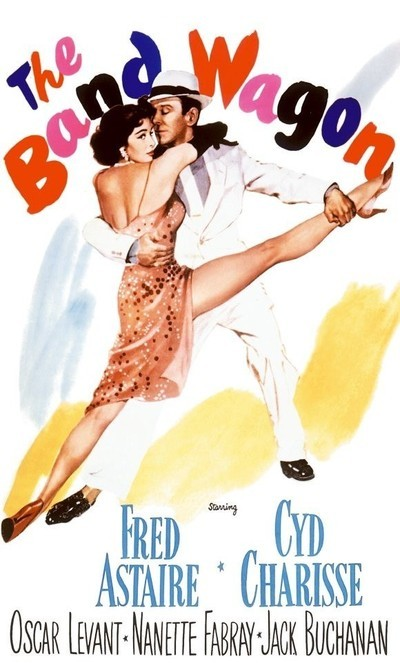 The
Band Wagon
Starring
FRED ASTAIRE * CYD CHARISSE
OSCAR LEVANT * NANETTE FABRAY * JACK BUCHANAN